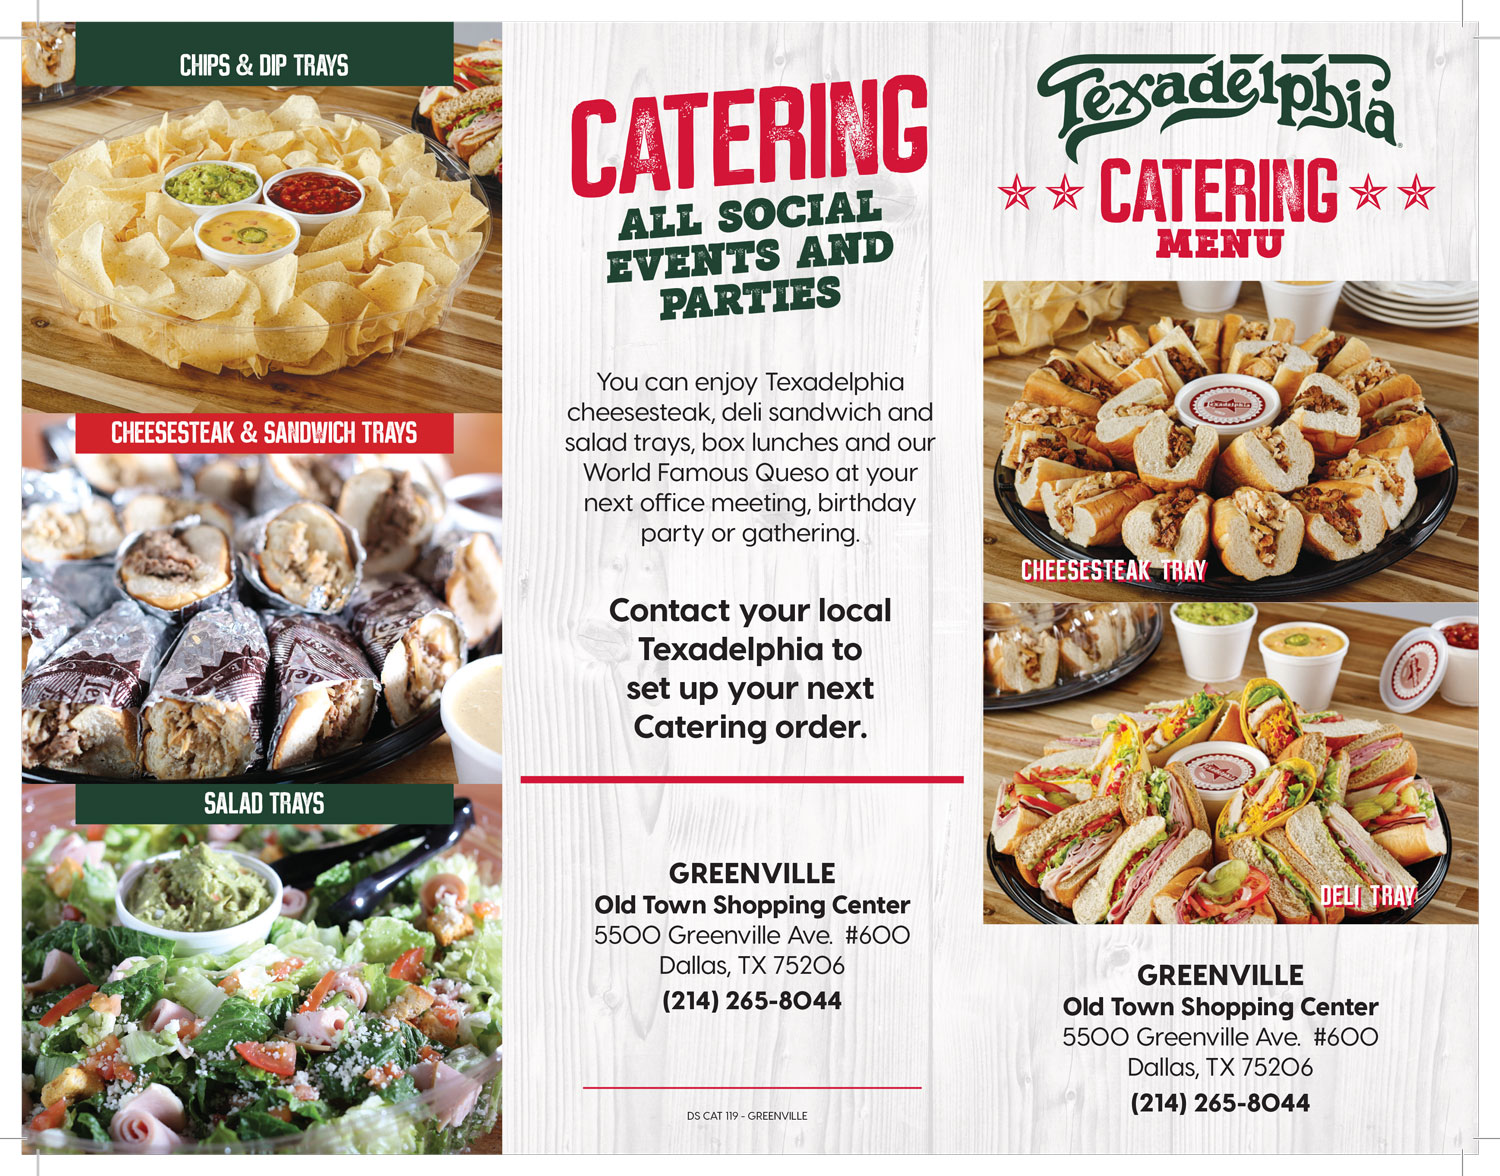 CHIPS & DIP TRAYS
CHEESESTEAK & SANDWICH TRAYS
SALAD TRAYS
CATERING
ALL SOCIAL
EVENTS AND
PARTIES
You can enjoy Texadelphia
cheesesteak, deli sandwich and
salad trays, box lunches and our
World Famous Queso at your
next office meeting, birthday
party or gathering.
Contact your local
Texadelphia to
set up your next
Catering order.
GREENVILLE
Old Town Shopping Center
5500 Greenville Ave. #600
Dallas, TX 75206
(214) 265-8044
DS CAT 119 - GREENVILLE
Texadelphia®
CATERING
MENU
Texadelphia
CHEESESTEAK TRAY
DELI TRAY
GREENVILLE
Old Town Shopping Center
5500 Greenville Ave. #600
Dallas, TX 75206
(214) 265-8044